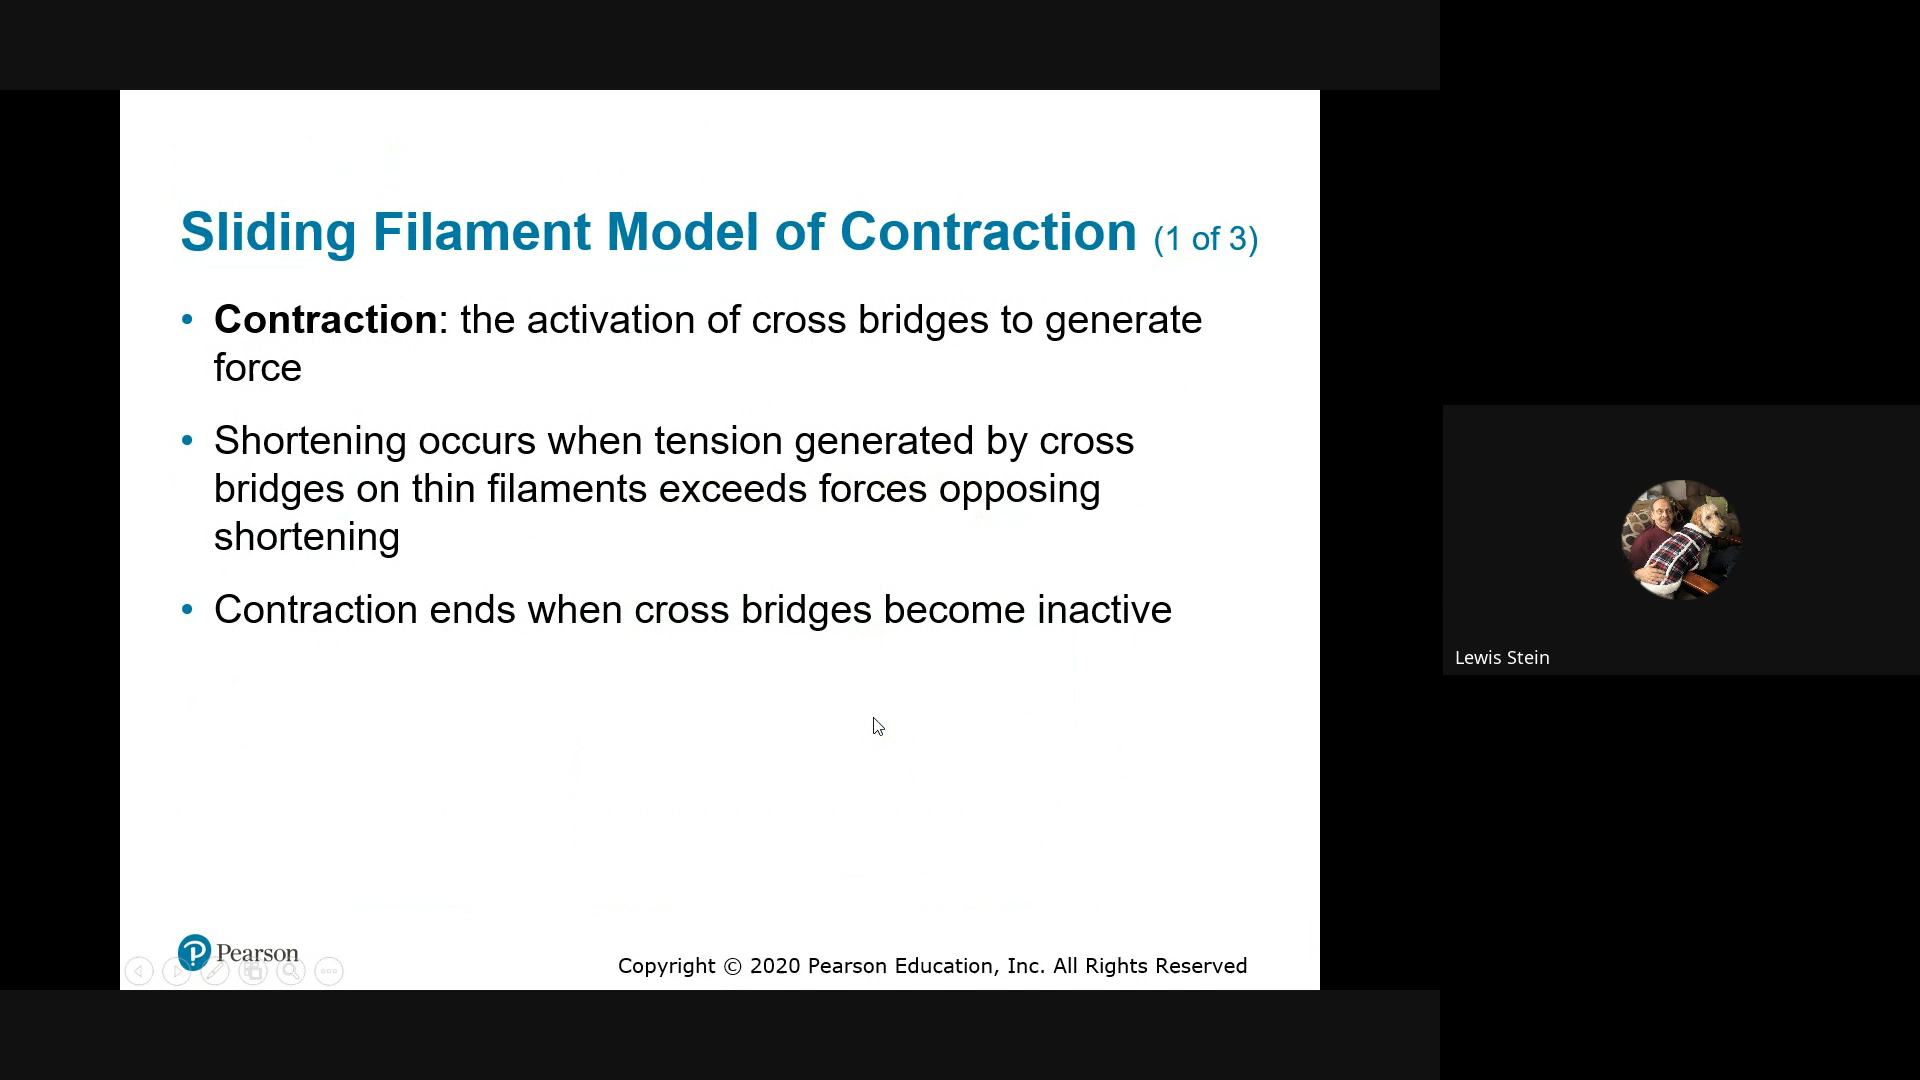 Sliding Filament Model of Contraction (1 of 3)
• Contraction: the activation of cross bridges to generate
force
• Shortening occurs when tension generated by cross
bridges on thin filaments exceeds forces opposing
shortening
• Contraction ends when cross bridges become inactive
Lewis Stein
Pearson
Copyright © 2020 Pearson Education, Inc. All Rights Reserved